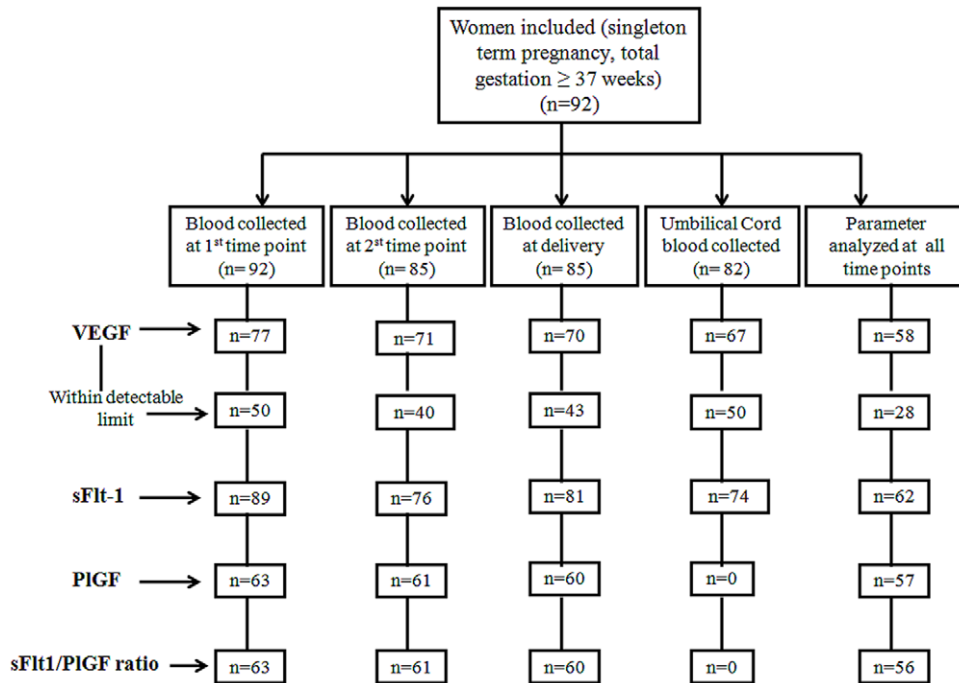 Women included (singleton
term pregnancy, total
gestation ≥ 37 weeks)
(n=92)
Blood collected
at 1st time point
(n= 92)
Blood collected
at 2st time point
(n= 85)
Blood collected
at delivery
(n= 85)
Umbilical Cord
blood collected
(n= 82)
Parameter
analyzed at all
time points
VEGF
n=77
n=71
n=70
n=67
n=58
Within detectable
limit
n=50
n=40
n=43
n=50
n=28
sFlt-1
n=89
n=76
n=81
n=74
n=62
PlGF
n=63
n=61
n=60
n=0
n=57
sFlt1/PlGF ratio
n=63
n=61
n=60
n=0
n=56